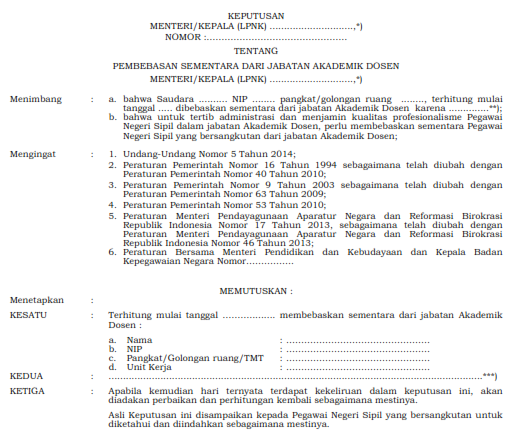 KEPUTUSAN
MENTERI/KEPALA (LPNK) .............................,*)
NOMOR :................................................
TENTANG
PEMBEBASAN SEMENTARA DARI JABATAN AKADEMIK DOSEN
MENTERI/KEPALA (LPNK) .............................,*)
Menimbang : a. bahwa Saudara .......... NIP ........ pangkat/golongan ruang ........, terhitung mulai
tanggal ..... dibebaskan sementara dari jabatan Akademik Dosen karena ..............**);
b. bahwa untuk tertib administrasi dan menjamin kualitas profesionalisme Pegawai
Negeri Sipil dalam jabatan Akademik Dosen, perlu membebaskan sementara Pegawai
Negeri Sipil yang bersangkutan dari jabatan Akademik Dosen;
Mengingat : 1. Undang-Undang Nomor 5 Tahun 2014;
2. Peraturan Pemerintah Nomor 16 Tahun 1994 sebagaimana telah diubah dengan
Peraturan Pemerintah Nomor 40 Tahun 2010;
3. Peraturan Pemerintah Nomor 9 Tahun 2003 sebagaimana telah diubah dengan
Peraturan Pemerintah Nomor 63 Tahun 2009;
4. Peraturan Pemerintah Nomor 53 Tahun 2010;
5. Peraturan Menteri Pendayagunaan Aparatur Negara dan Reformasi Birokrasi
Republik Indonesia Nomor 17 Tahun 2013, sebagaimana telah diubah dengan
Peraturan Menteri Pendayagunaan Aparatur Negara dan Reformasi Birokrasi
Republik Indonesia Nomor 46 Tahun 2013;
6. Peraturan Bersama Menteri Pendidikan dan Kebudayaan dan Kepala Badan
Kepegawaian Negara Nomor................
MEMUTUSKAN :
Menetapkan :
KESATU : Terhitung mulai tanggal .................. membebaskan sementara dari jabatan Akademik
Dosen :
a. Nama : .................................................
b. NIP : .................................................
c. Pangkat/Golongan ruang/TMT : .................................................
d. Unit Kerja : .................................................
KEDUA : ................................................................................................................................***)
KETIGA : Apabila kemudian hari ternyata terdapat kekeliruan dalam keputusan ini, akan
diadakan perbaikan dan perhitungan kembali sebagaimana mestinya.
Asli Keputusan ini disampaikan kepada Pegawai Negeri Sipil yang bersangkutan untuk
diketahui dan diindahkan sebagaimana mestinya.